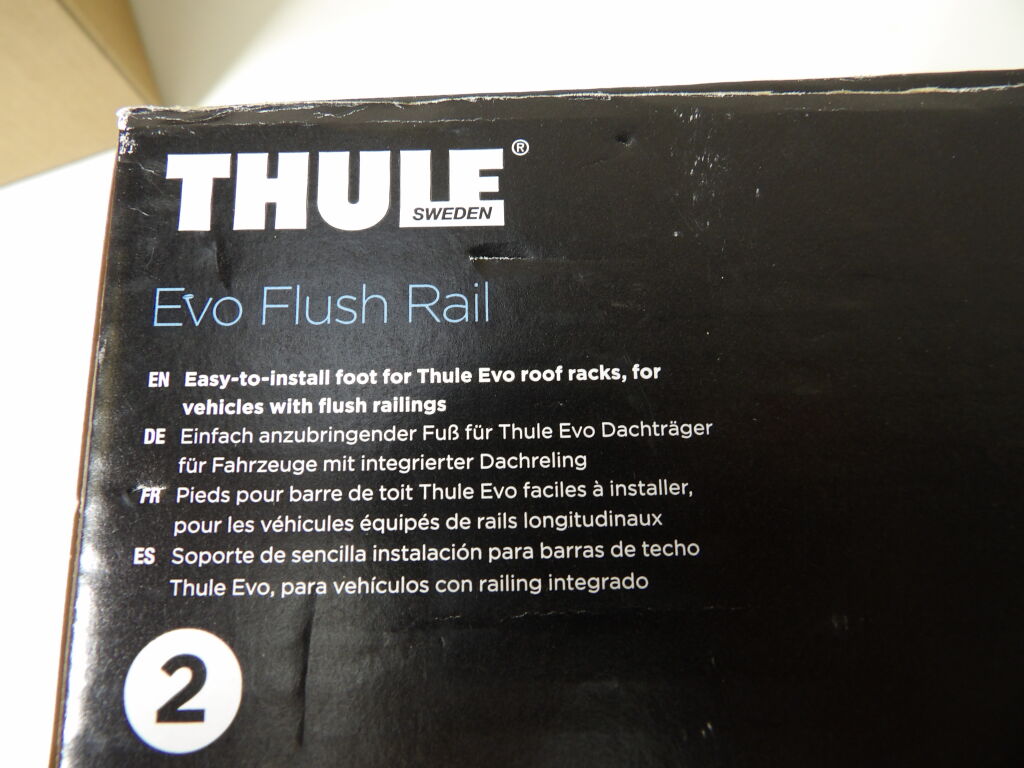 THULE®
SWEDEN
Evo Flush Rail
EN Easy-to-install foot for Thule Evo roof racks, for
vehicles with flush railings
DE Einfach anzubringender Fuß für Thule Evo Dachträger
für Fahrzeuge mit integrierter Dachreling
FR Pieds pour barre de toit Thule Evo faciles à installer,
pour les véhicules équipés de rails longitudinaux
ES Soporte de sencilla instalación para barras de techo
Thule Evo, para vehículos con railing integrado
2